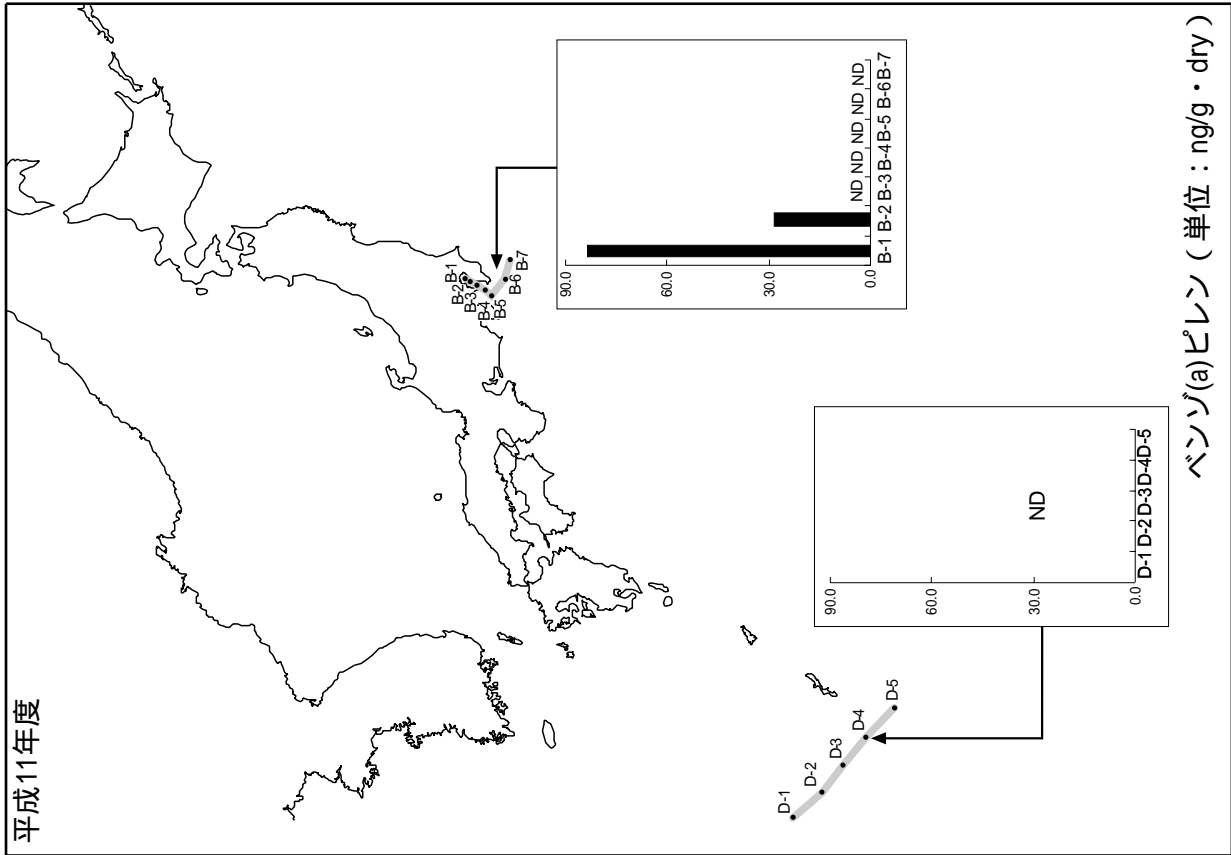 平成11年度
B-1
B-2
B-3
B-4
B-5
B-6
B-7
90.0
60.0
30.0
0.0
ND ND ND ND ND
B-1 B-2 B-3 B-4 B-5 B-6 B-7
D-1
D-2
D-3
D-4
D-5
90.0
60.0
30.0
0.0
ND
D-1 D-2 D-3 D-4 D-5
ベンゾ(a)ピレン（単位：ng/g・dry）